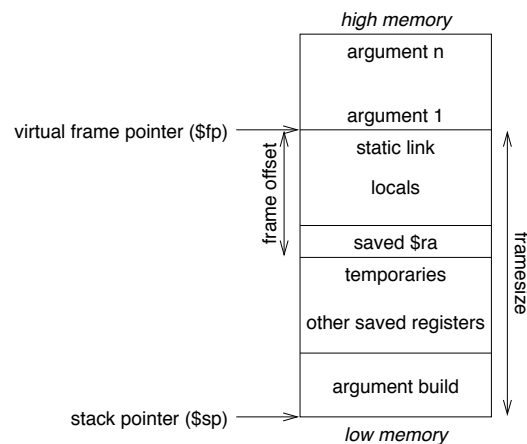 high memory
argument n
argument 1
virtual frame pointer ($fp)
static link
locals
frame offset
saved $ra
temporaries
framesize
other saved registers
argument build
stack pointer ($sp)
low memory